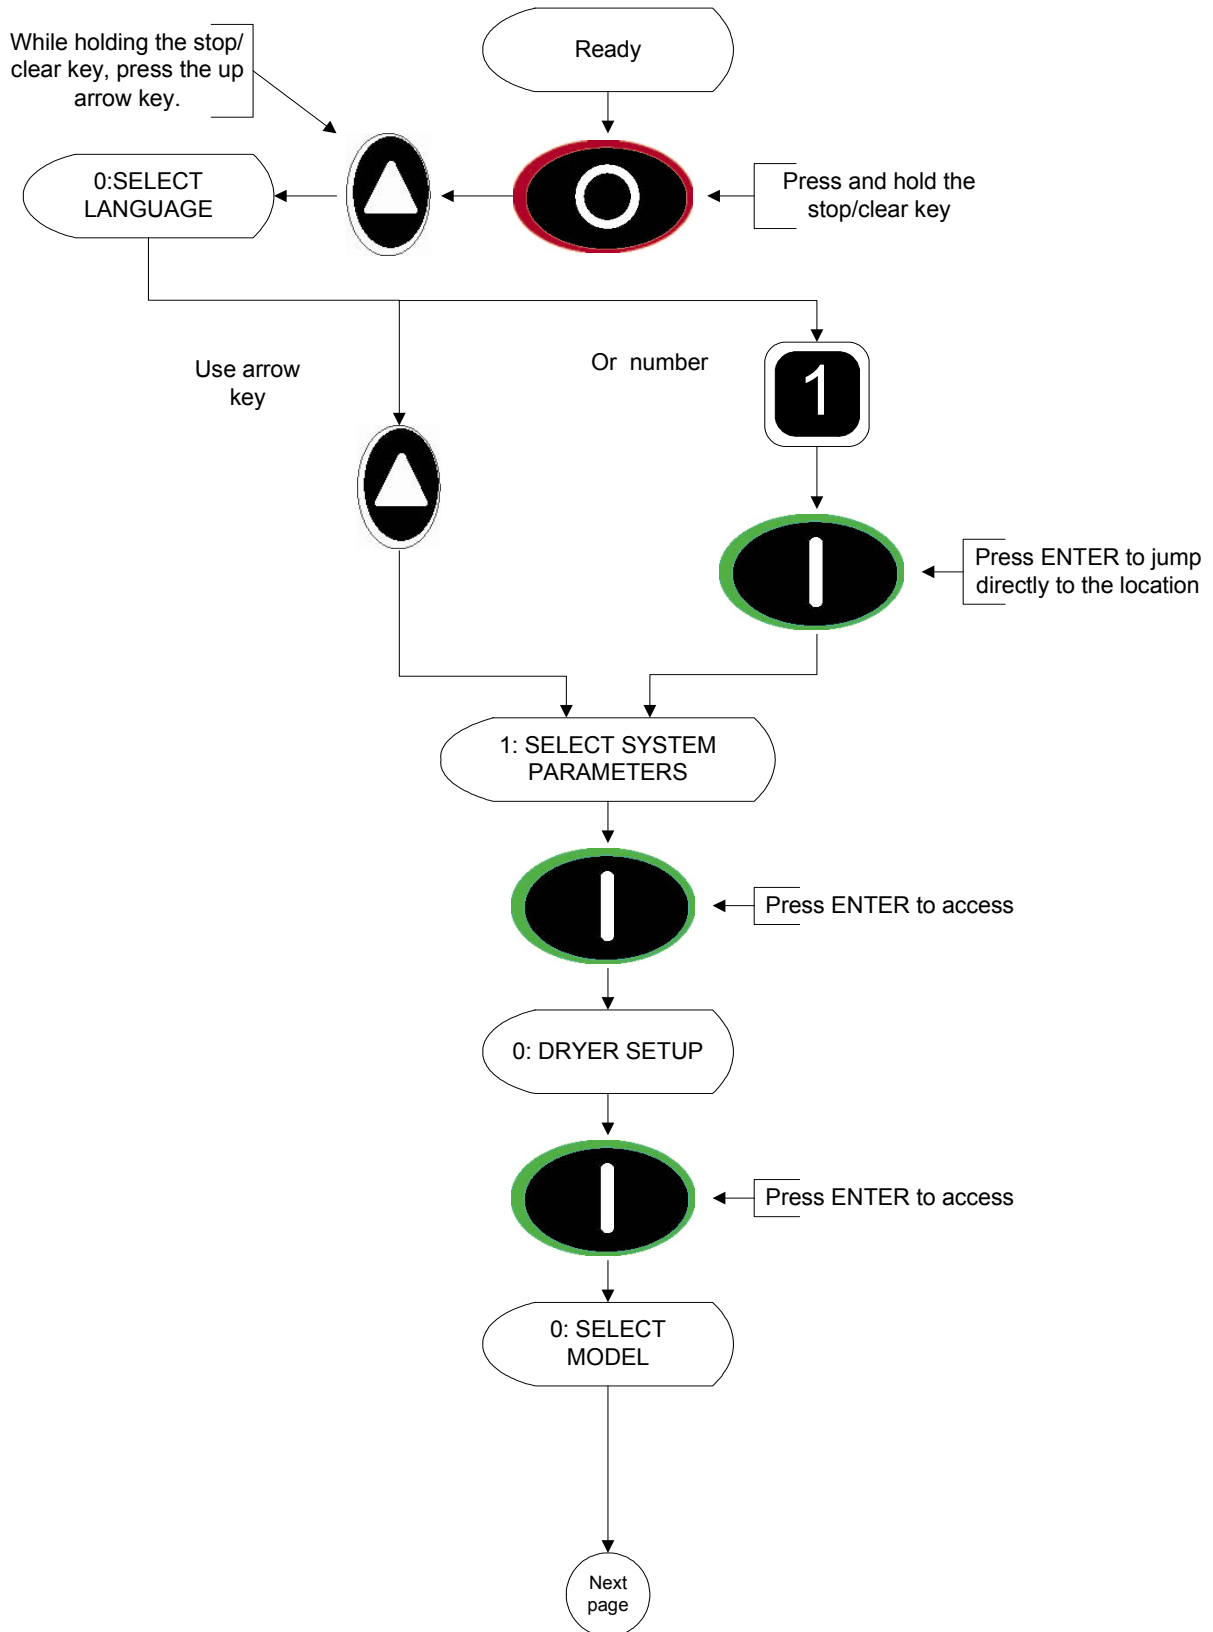 While holding the stop/
clear key, press the up
arrow key.
Ready
0:SELECT
LANGUAGE
Press and hold the
stop/clear key
Use arrow
key
Or  number
1
Press ENTER to jump
directly to the location
1: SELECT SYSTEM
PARAMETERS
Press ENTER to access
0: DRYER SETUP
Press ENTER to access
0: SELECT
MODEL
Next
page